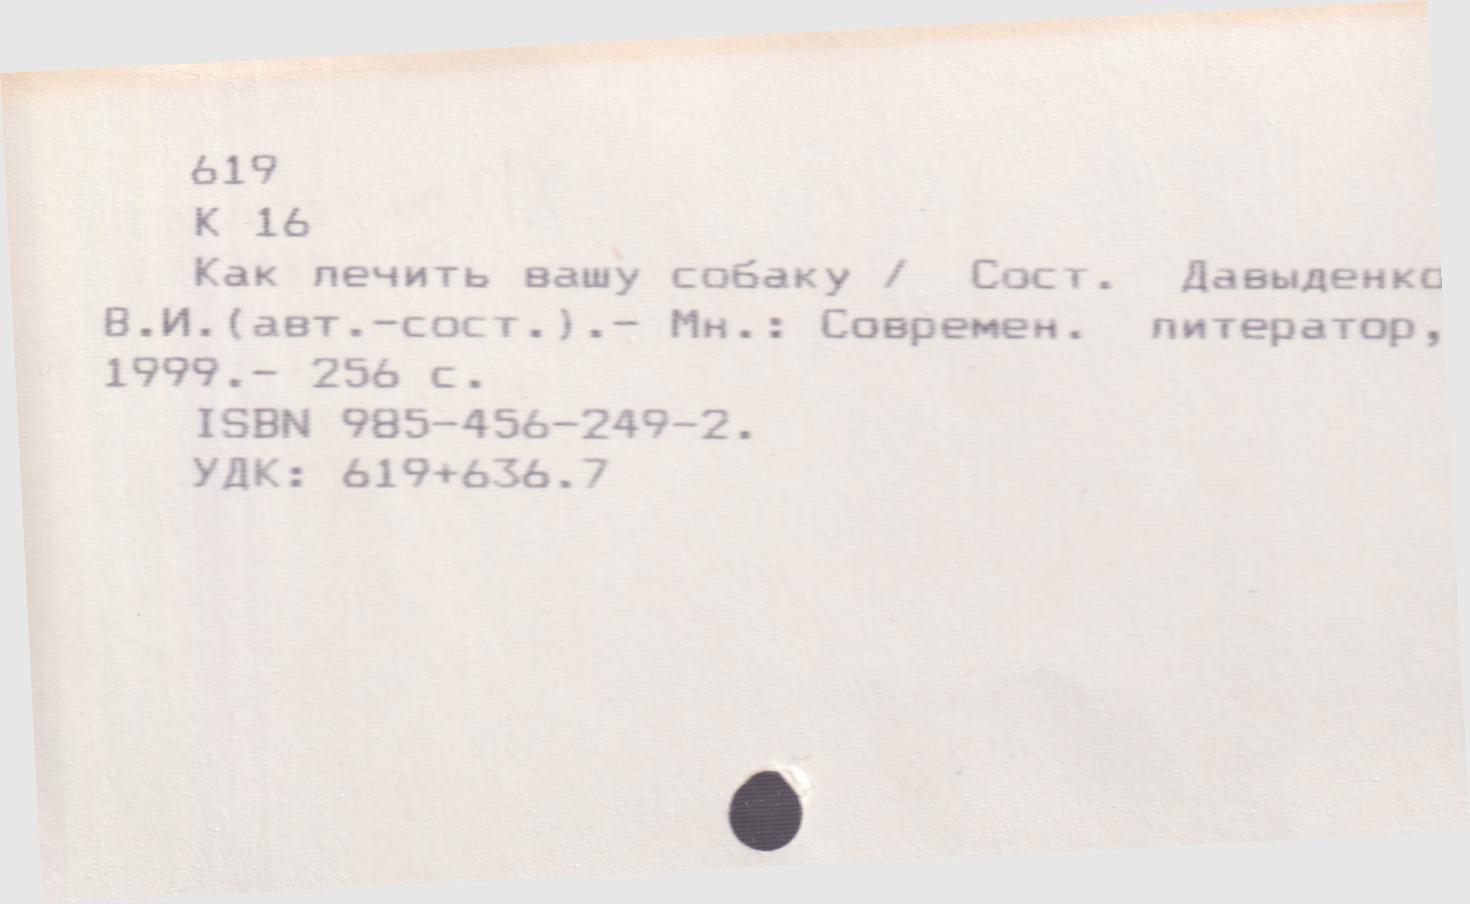 619
К 16
Как лечить вашу собаку / Сост. Давыденко
В.И.(авт.-сост.).- Мн.: Современ. литератор,
1999.- 256 с.
ISBN 985-456-249-2.
УДК: 619+636.7